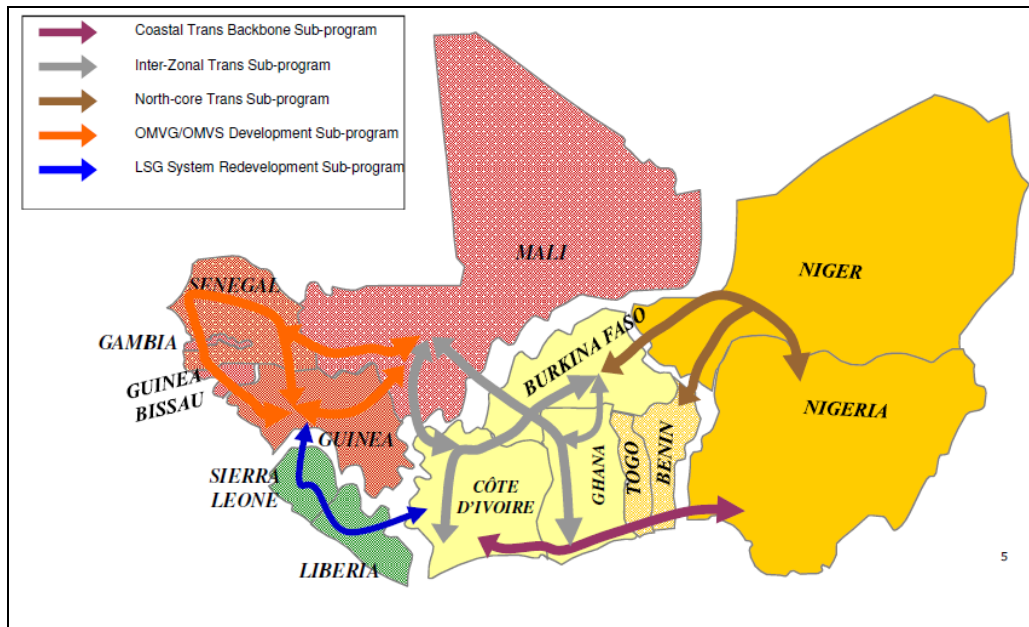 Coastal Trans Backbone Sub-program
Inter-Zonal Trans Sub-program
North-core Trans Sub-program
OMVG/OMVS Development Sub-program
LSG System Redevelopment Sub-program
MALI
NIGER
SENEGAL
GAMBIA
BURKINA FASO
GUINEA
BISSAU
NIGERIA
GUINEA
SIERRA
LEONE
CÔTE
D'IVOIRE
GHANA
TOGO
BENIN
LIBERIA
5